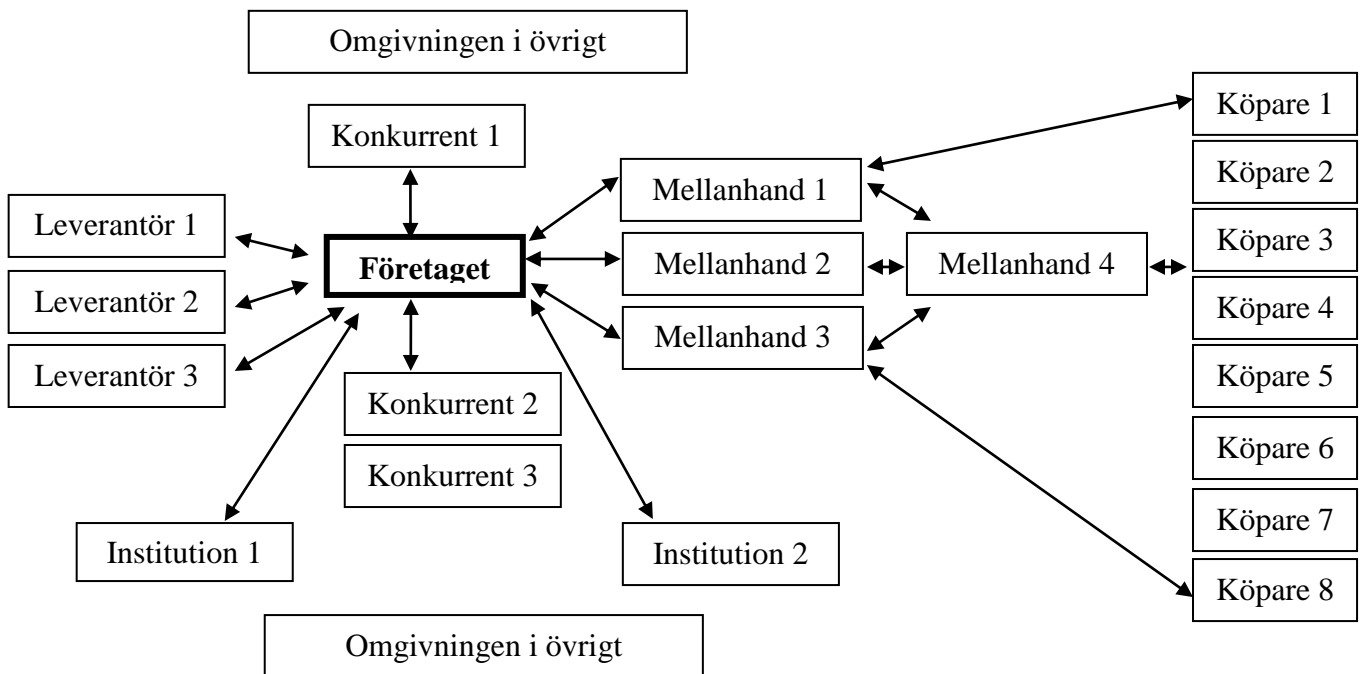 Omgivningen i övrigt
Konkurrent 1
Leverantör 1
Leverantör 2
Leverantör 3
Företaget
Konkurrent 2
Konkurrent 3
Institution 1
Institution 2
Mellanhand 1
Mellanhand 2
Mellanhand 3
Mellanhand 4
Köpare 1
Köpare 2
Köpare 3
Köpare 4
Köpare 5
Köpare 6
Köpare 7
Köpare 8
Omgivningen i övrigt